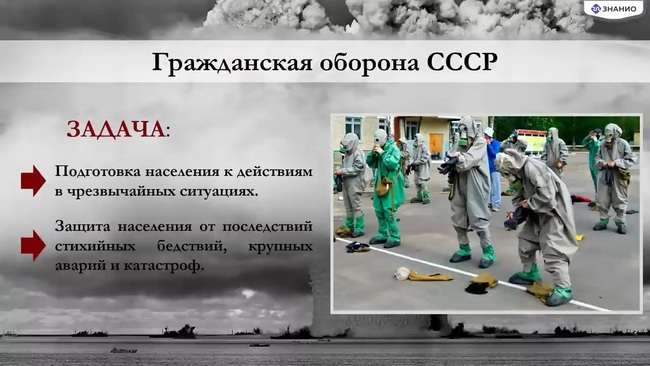 ЗНАНИО
Гражданская оборона СССР
ЗАДАЧА:
Подготовка населения к действиям
в чрезвычайных ситуациях.
Защита населения от последствий
стихийных бедствий, крупных
аварий и катастроф.